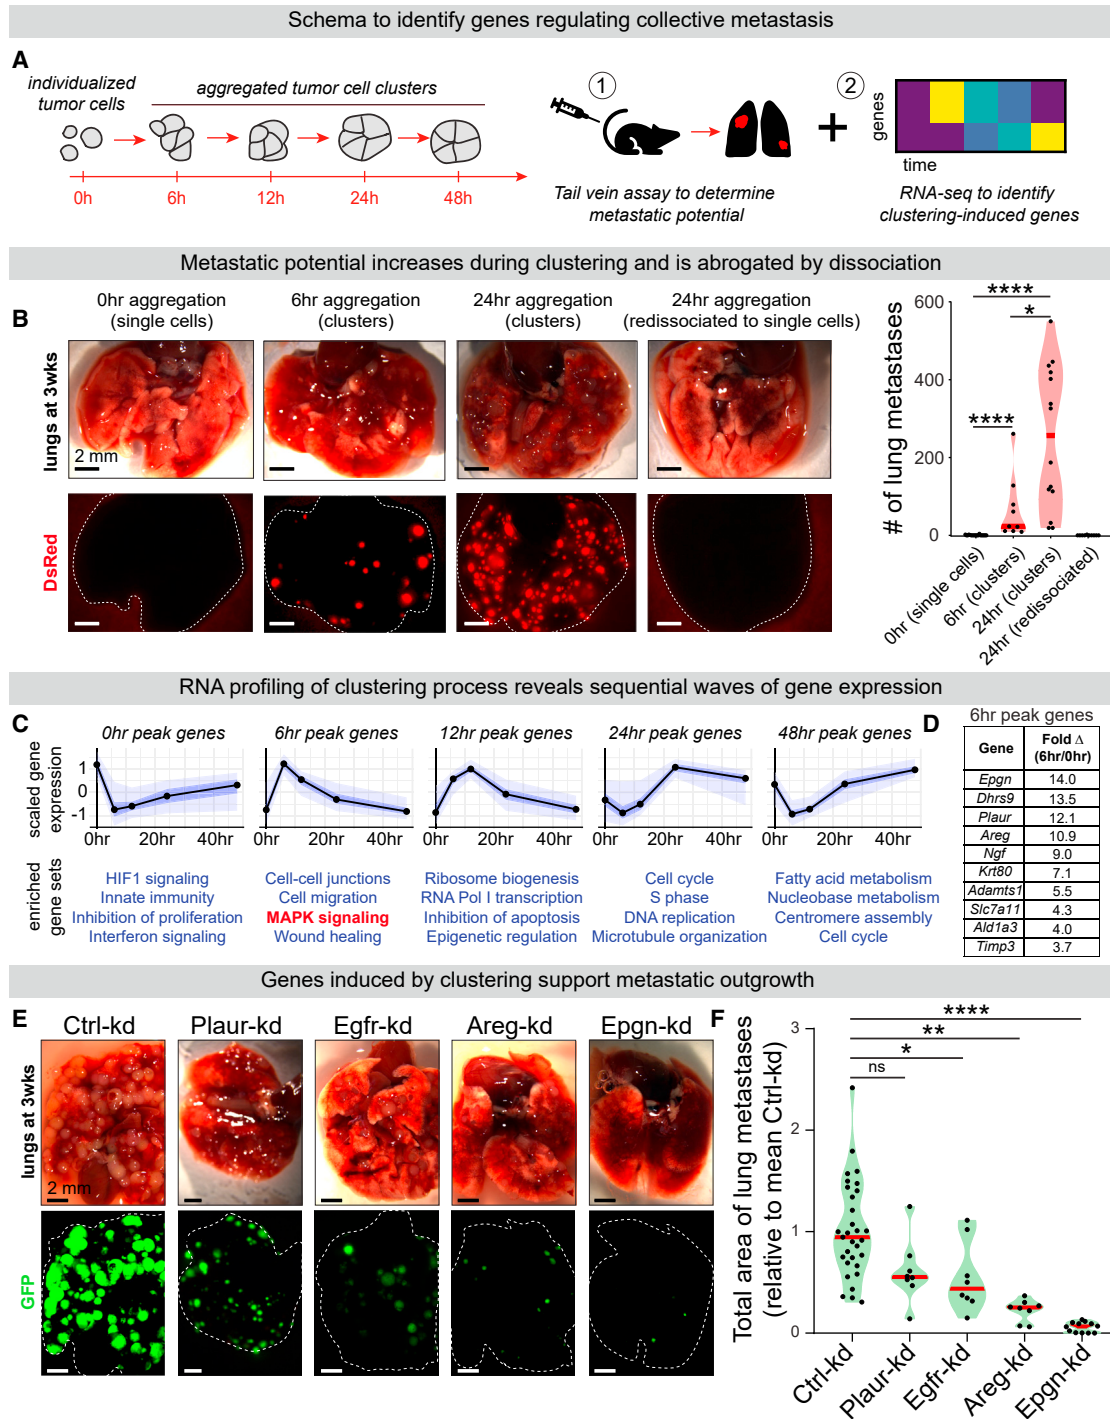 Schema to identify genes regulating collective metastasis
A
individualized
tumor cells
aggregated tumor cell clusters
0h
6h
12h
24h
48h
1
Tail vein assay to determine
metastatic potential
+
2
genes
time
RNA-seq to identify
clustering-induced genes
Metastatic potential increases during clustering and is abrogated by dissociation
B
0hr aggregation
(single cells)
6hr aggregation
(clusters)
24hr aggregation
(clusters)
24hr aggregation
(redissociated to single cells)
lungs at 3wks
2 mm
DsRed
# of lung metastases
600
400
200
0
****
*
****
0hr (single cells)
6hr (clusters)
24hr (clusters)
24hr (redissociated)
RNA profiling of clustering process reveals sequential waves of gene expression
C
scaled gene
expression
1
0
-1
0hr peak genes
6hr peak genes
12hr peak genes
24hr peak genes
48hr peak genes
0hr 20hr 40hr
0hr 20hr 40hr
0hr 20hr 40hr
0hr 20hr 40hr
0hr 20hr 40hr
enriched
gene sets
HIF1 signaling
Innate immunity
Inhibition of proliferation
Interferon signaling
Cell-cell junctions
Cell migration
MAPK signaling
Wound healing
Ribosome biogenesis
RNA Pol I transcription
Inhibition of apoptosis
Epigenetic regulation
Cell cycle
S phase
DNA replication
Microtubule organization
Fatty acid metabolism
Nucleobase metabolism
Centromere assembly
Cell cycle
D
6hr peak genes
Gene Fold Δ (6hr/0hr)
Epgn 14.0
Dhrs9 13.5
Plaur 12.1
Areg 10.9
Ngf 9.0
Krt80 7.1
Adamts1 5.5
Slc7a11 4.3
Ald1a3 4.0
Timp3 3.7
Genes induced by clustering support metastatic outgrowth
E
Ctrl-kd
Plaur-kd
Egfr-kd
Areg-kd
Epgn-kd
lungs at 3wks
2 mm
GFP
F
Total area of lung metastases
(relative to mean Ctrl-kd)
3
2
1
0
****
**
*
ns
Ctrl-kd
Plaur-kd
Egfr-kd
Areg-kd
Epgn-kd